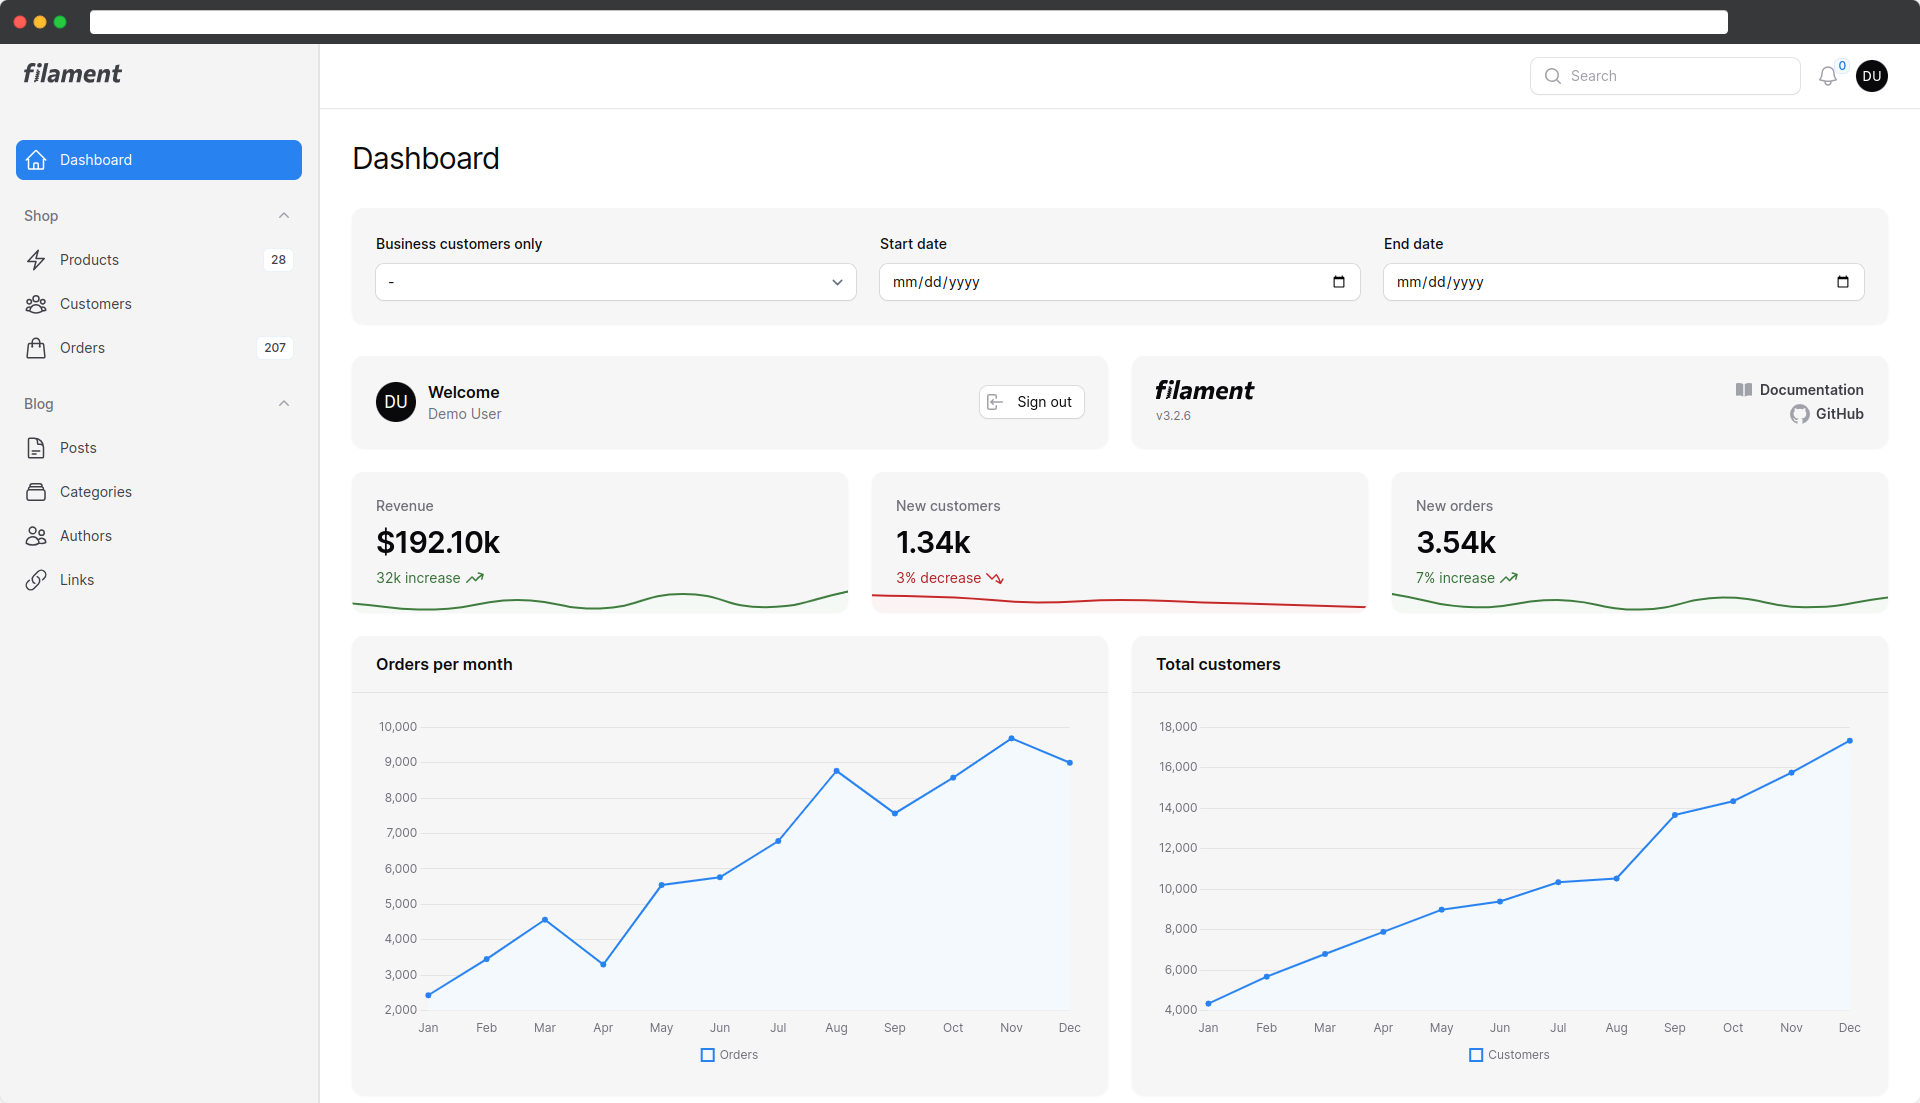 filament
Search
0
DU
Dashboard
Shop
Products 28
Customers
Orders 207
Blog
Posts
Categories
Authors
Links
Dashboard
Business customers only
-
Start date
mm/dd/yyyy
End date
mm/dd/yyyy
DU
Welcome
Demo User
Sign out
filament
v3.2.6
Documentation
GitHub
Revenue
$192.10k
32k increase
New customers
1.34k
3% decrease
New orders
3.54k
7% increase
Orders per month
10,000
9,000
8,000
7,000
6,000
5,000
4,000
3,000
2,000
Jan Feb Mar Apr May Jun Jul Aug Sep Oct Nov Dec
Orders
Total customers
18,000
16,000
14,000
12,000
10,000
8,000
6,000
4,000
Jan Feb Mar Apr May Jun Jul Aug Sep Oct Nov Dec
Customers